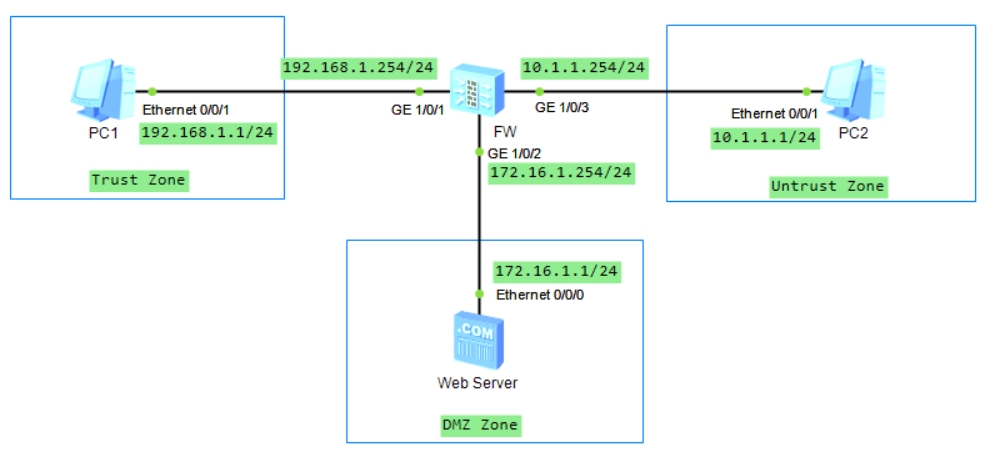 192.168.1.254/24
10.1.1.254/24
Ethernet 0/0/1
GE 1/0/1
GE 1/0/3
Ethernet 0/0/1
PC1
192.168.1.1/24
FW
10.1.1.1/24
PC2
GE 1/0/2
172.16.1.254/24
Trust Zone
Untrust Zone
172.16.1.1/24
Ethernet 0/0/0
.COM
Web Server
DMZ Zone